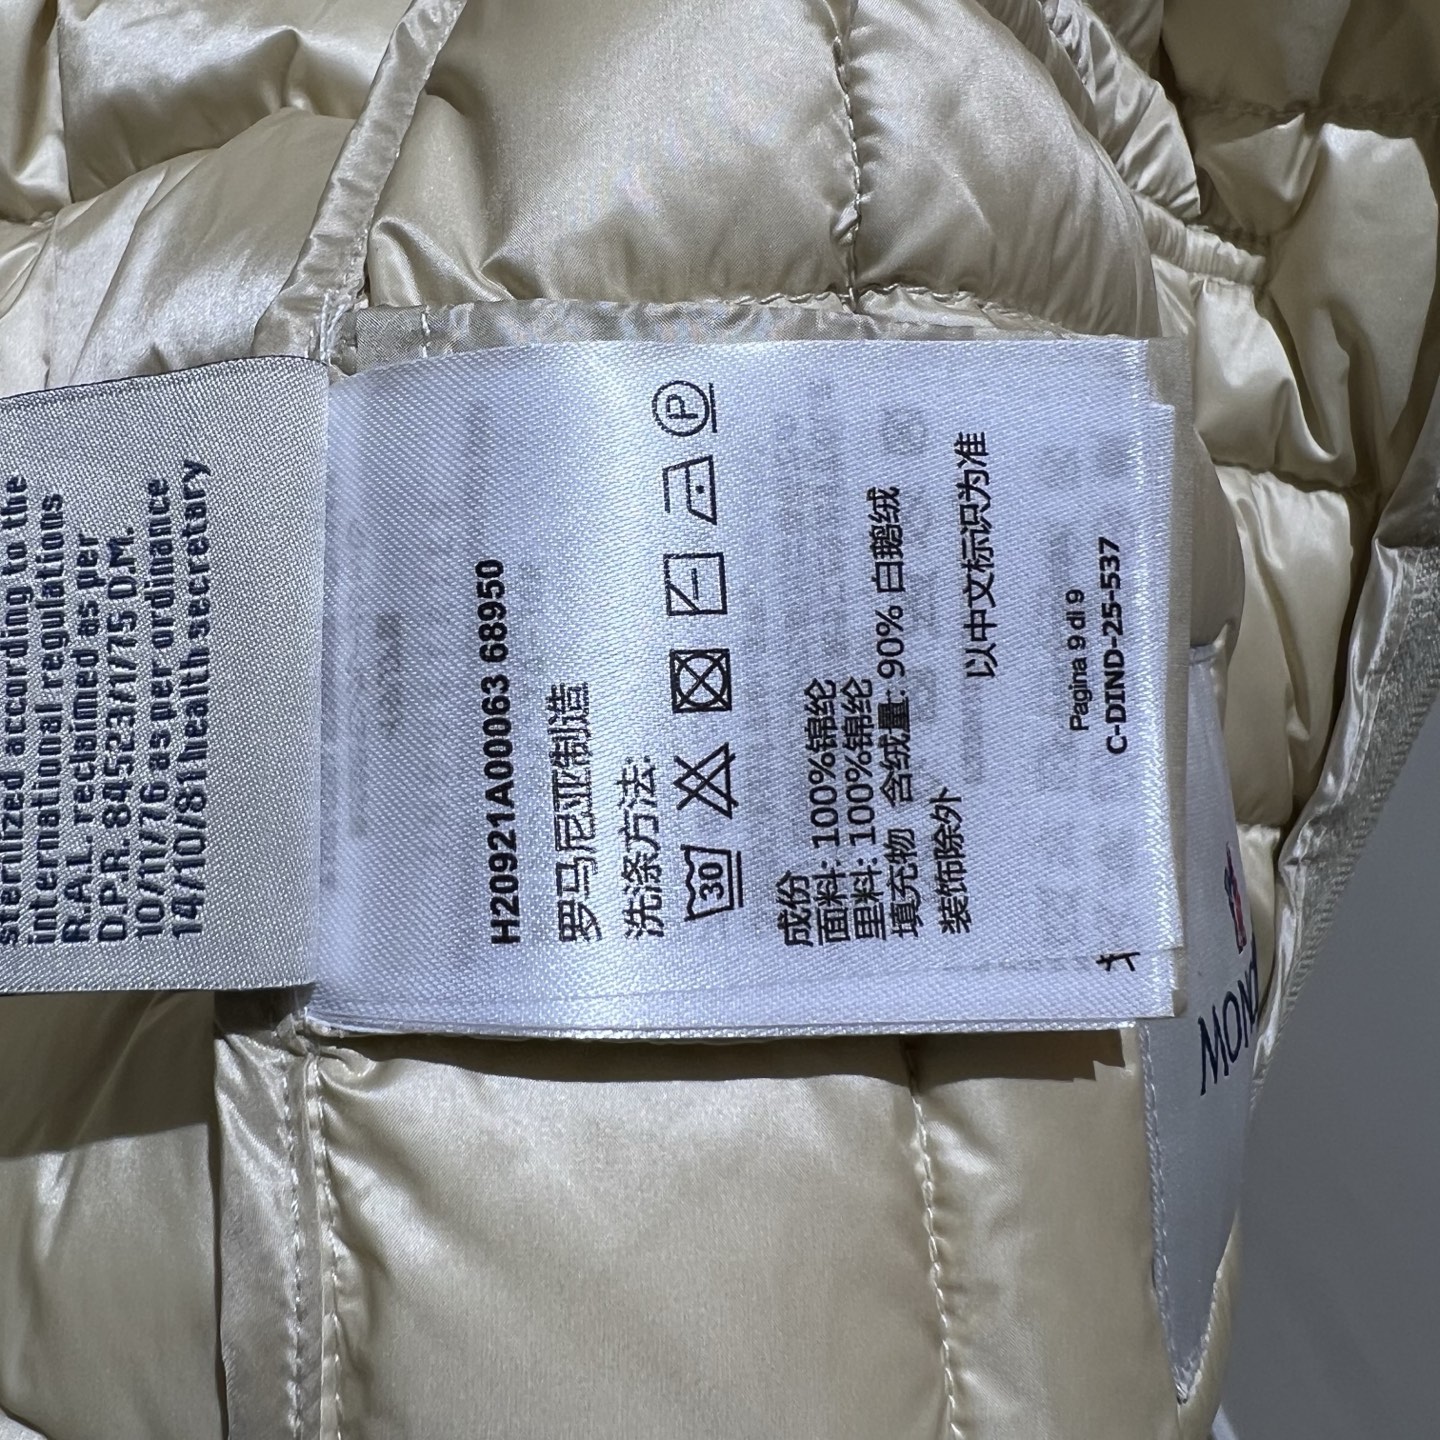 sterilized according to the
international regulations
R.A.L. reclaimed as per
D.P.R. 845523/1/75 D.M.
10/11/76 as per ordinance
14/10/81 health secretary
H20921A00063 68950
罗马尼亚制造
洗涤方法:
30
P
成份
面料: 100%锦纶
里料: 100%锦纶
填充物 含绒量: 90% 白鹅绒
装饰除外
以中文标识为准
Pagina 9 di 9
C-DIND-25-537
MONC